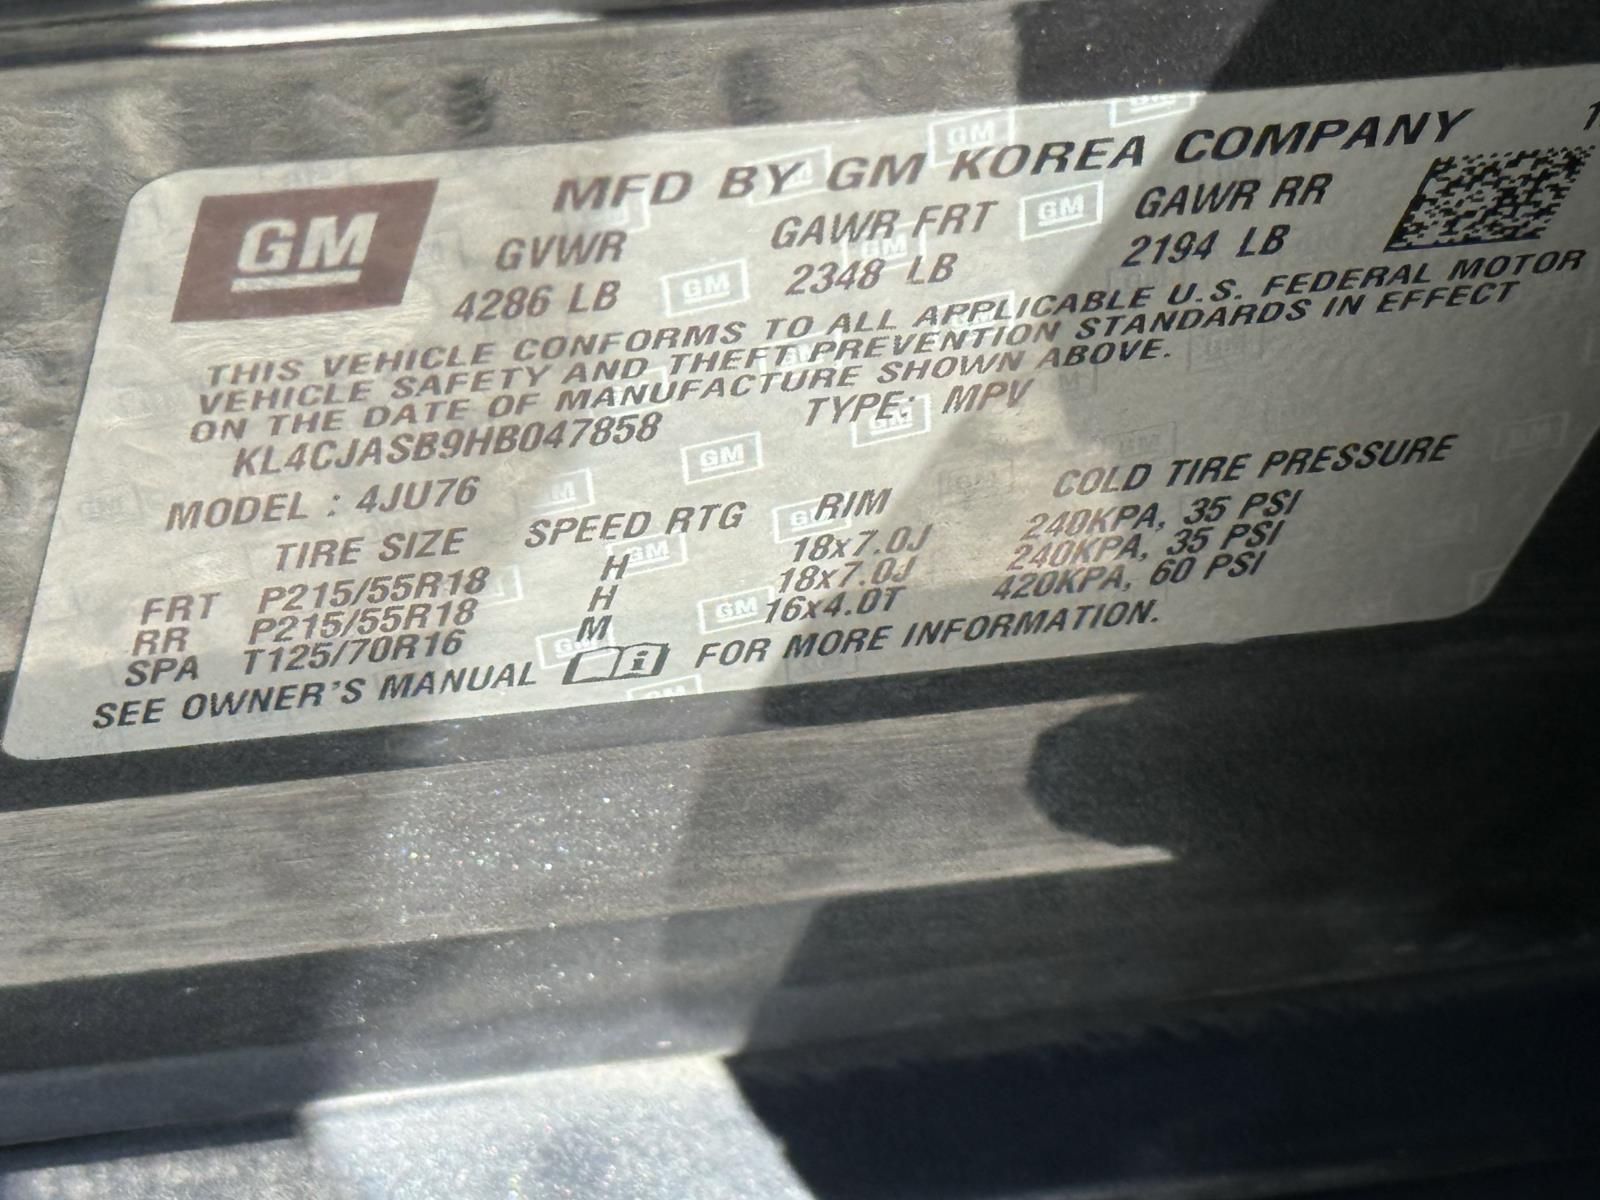 GM
MFD BY GM KOREA COMPANY
GVWR GAWR FRT GAWR RR
4286 LB 2348 LB 2194 LB
THIS VEHICLE CONFORMS TO ALL APPLICABLE U.S. FEDERAL MOTOR
VEHICLE SAFETY AND THEFT PREVENTION STANDARDS IN EFFECT
ON THE DATE OF MANUFACTURE SHOWN ABOVE.
KL4CJASB9HB047858 TYPE: MPV
MODEL : 4JU76
TIRE SIZE SPEED RTG RIM COLD TIRE PRESSURE
FRT P215/55R18 H 18x7.0J 240KPA, 35 PSI
RR P215/55R18 H 18x7.0J 240KPA, 35 PSI
SPA T125/70R16 M 16x4.0T 420KPA, 60 PSI
SEE OWNER'S MANUAL FOR MORE INFORMATION.